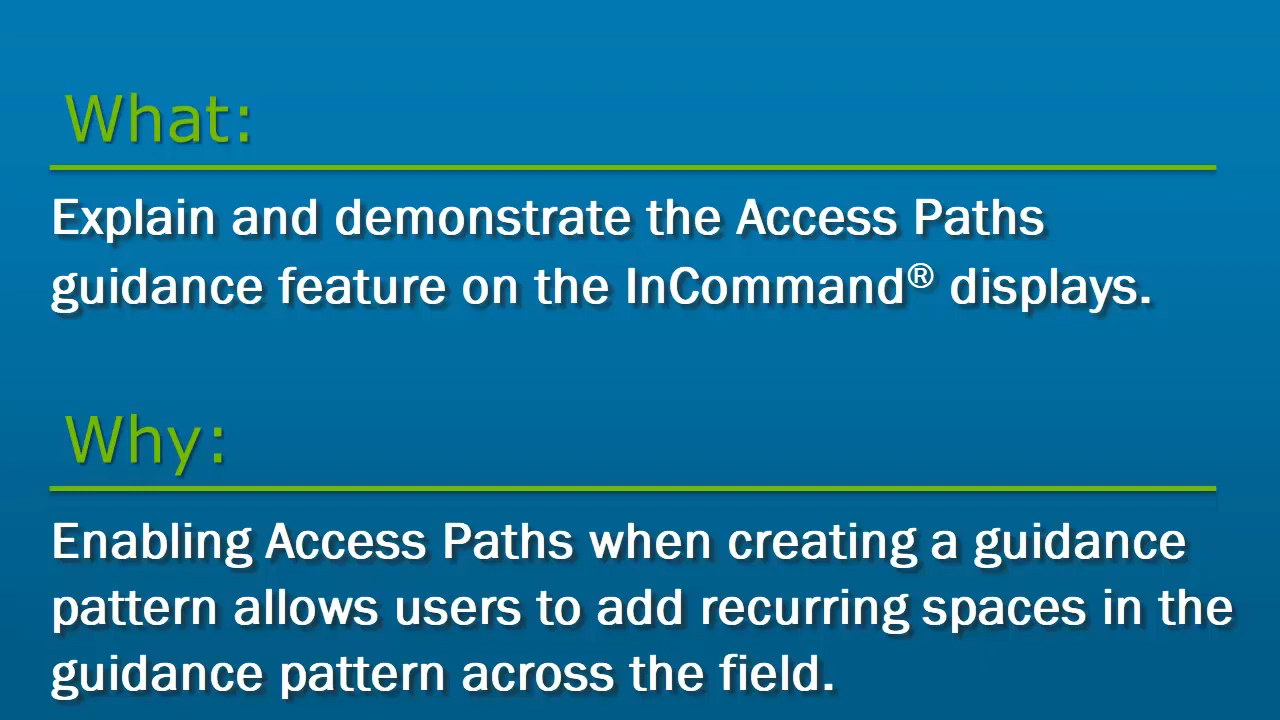 What:
Explain and demonstrate the Access Paths
guidance feature on the InCommand® displays.
Why:
Enabling Access Paths when creating a guidance
pattern allows users to add recurring spaces in the
guidance pattern across the field.